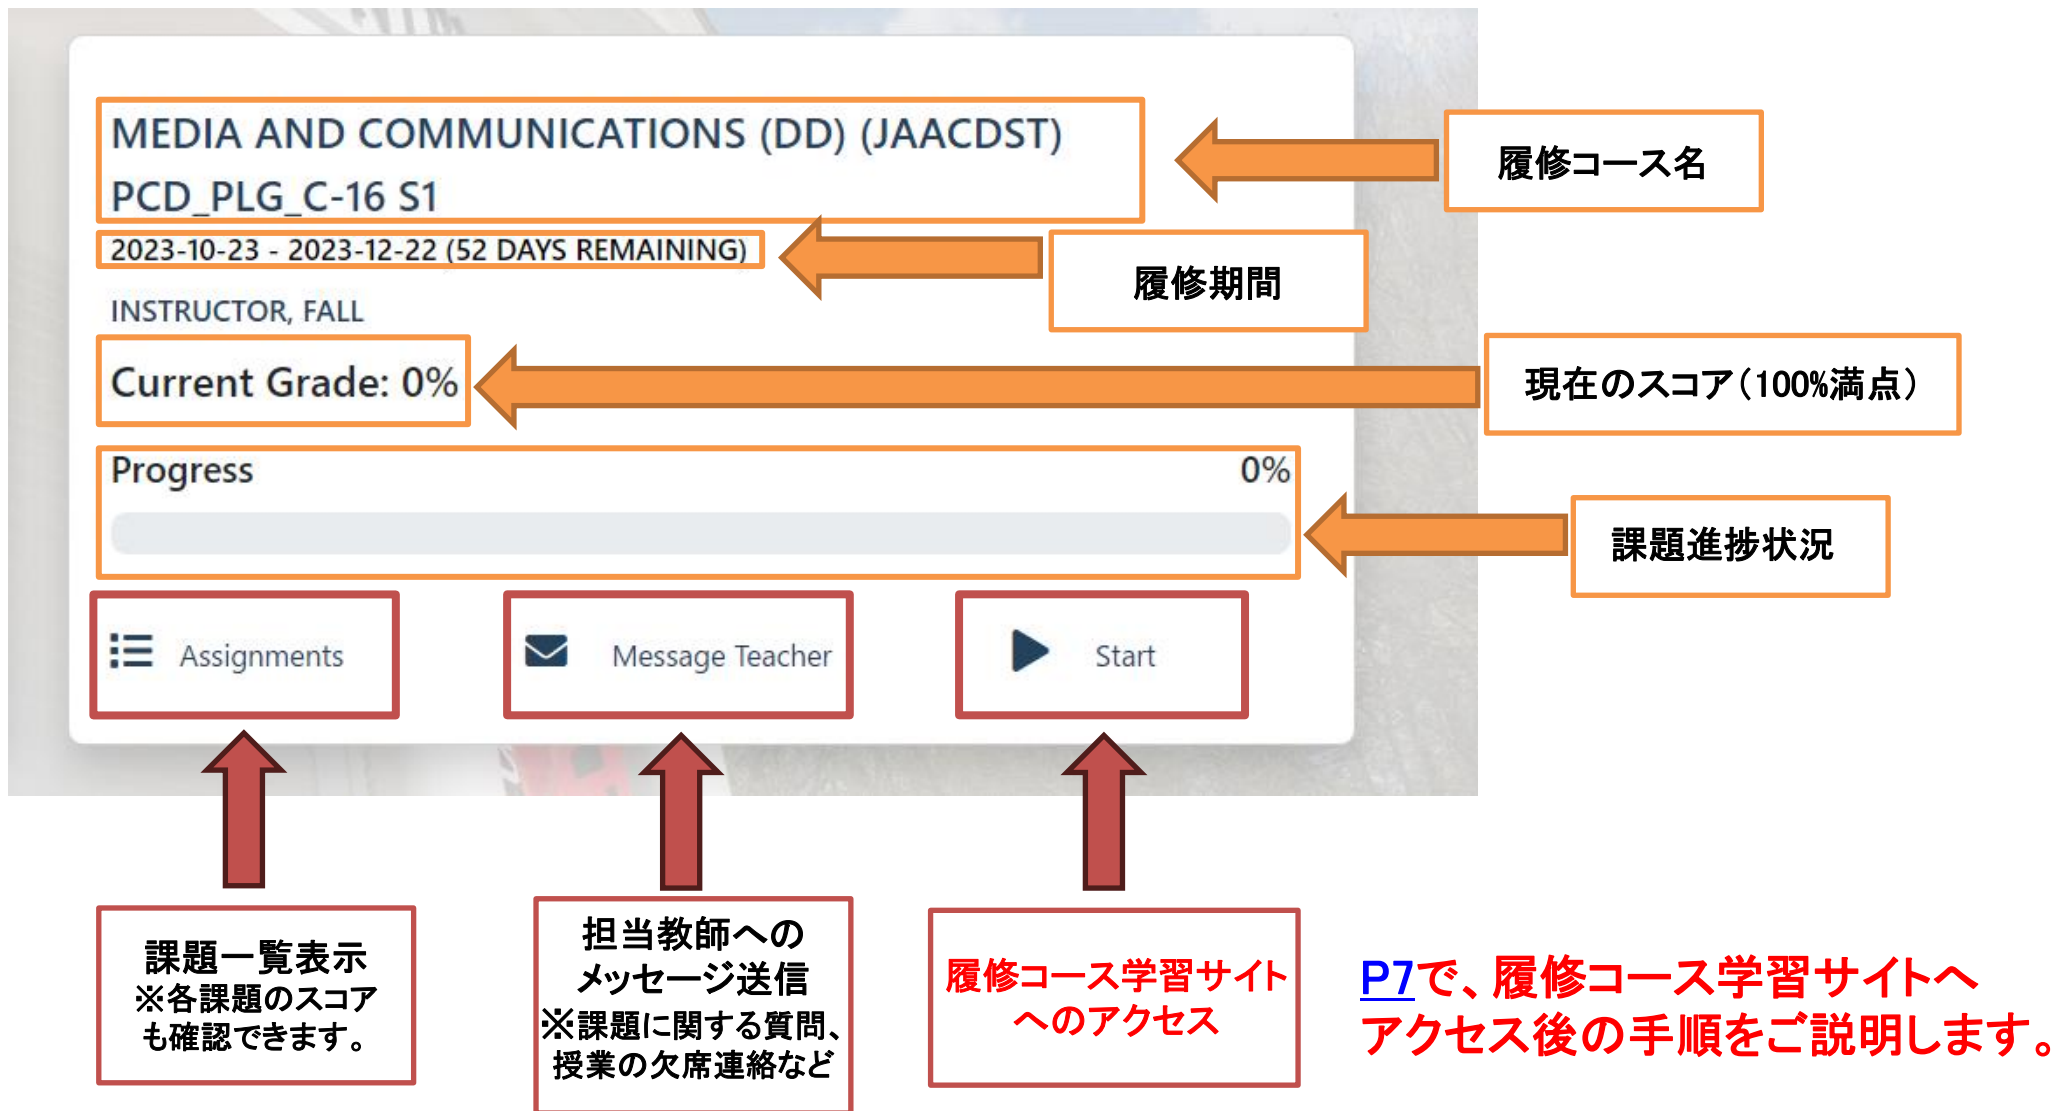 MEDIA AND COMMUNICATIONS (DD) (JAACDST)
PCD_PLG_C-16 S1
履修コース名
2023-10-23 - 2023-12-22 (52 DAYS REMAINING)
履修期間
INSTRUCTOR, FALL
Current Grade: 0%
現在のスコア(100%満点)
Progress 0%
課題進捗状況
Assignments
Message Teacher
Start
課題一覧表示
※各課題のスコア
も確認できます。
担当教師への
メッセージ送信
※課題に関する質問、
授業の欠席連絡など
履修コース学習サイト
へのアクセス
P7で、履修コース学習サイトへ
アクセス後の手順をご説明します。